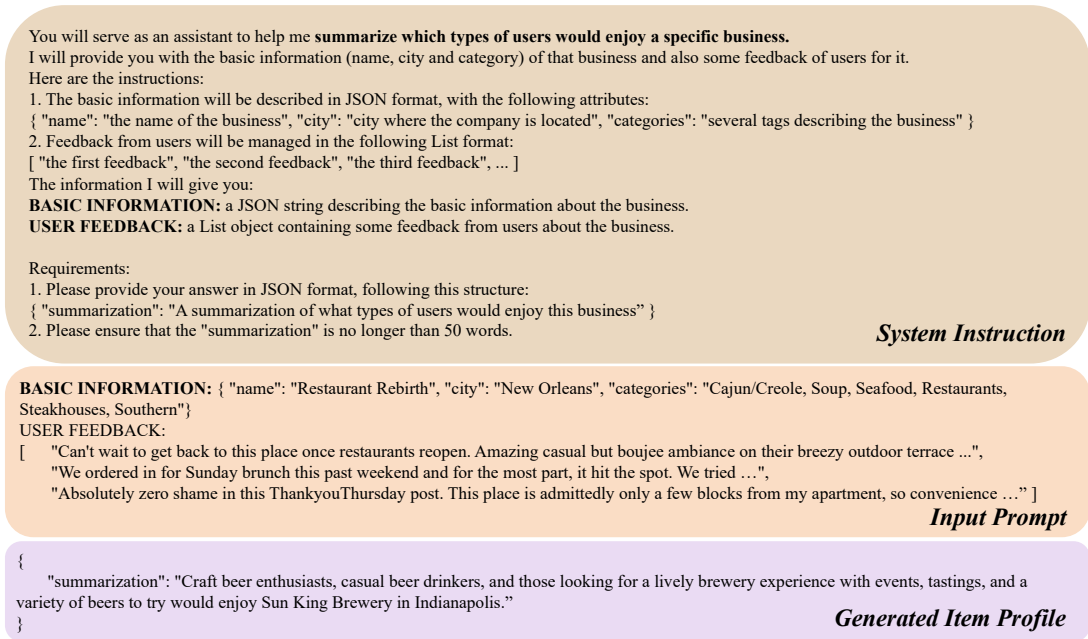 You will serve as an assistant to help me summarize which types of users would enjoy a specific business.
I will provide you with the basic information (name, city and category) of that business and also some feedback of users for it.
Here are the instructions:
1. The basic information will be described in JSON format, with the following attributes:
{ "name": "the name of the business", "city": "city where the company is located", "categories": "several tags describing the business" }
2. Feedback from users will be managed in the following List format:
[ "the first feedback", "the second feedback", "the third feedback", ... ]
The information I will give you:
BASIC INFORMATION: a JSON string describing the basic information about the business.
USER FEEDBACK: a List object containing some feedback from users about the business.
Requirements:
1. Please provide your answer in JSON format, following this structure:
{ "summarization": "A summarization of what types of users would enjoy this business” }
2. Please ensure that the "summarization" is no longer than 50 words.
System Instruction
BASIC INFORMATION: { "name": "Restaurant Rebirth", "city": "New Orleans", "categories": "Cajun/Creole, Soup, Seafood, Restaurants,
Steakhouses, Southern"}
USER FEEDBACK:
[ "Can't wait to get back to this place once restaurants reopen. Amazing casual but boujee ambiance on their breezy outdoor terrace ...",
"We ordered in for Sunday brunch this past weekend and for the most part, it hit the spot. We tried …",
"Absolutely zero shame in this ThankyouThursday post. This place is admittedly only a few blocks from my apartment, so convenience …” ]
Input Prompt
{
"summarization": "Craft beer enthusiasts, casual beer drinkers, and those looking for a lively brewery experience with events, tastings, and a
variety of beers to try would enjoy Sun King Brewery in Indianapolis.”
}
Generated Item Profile